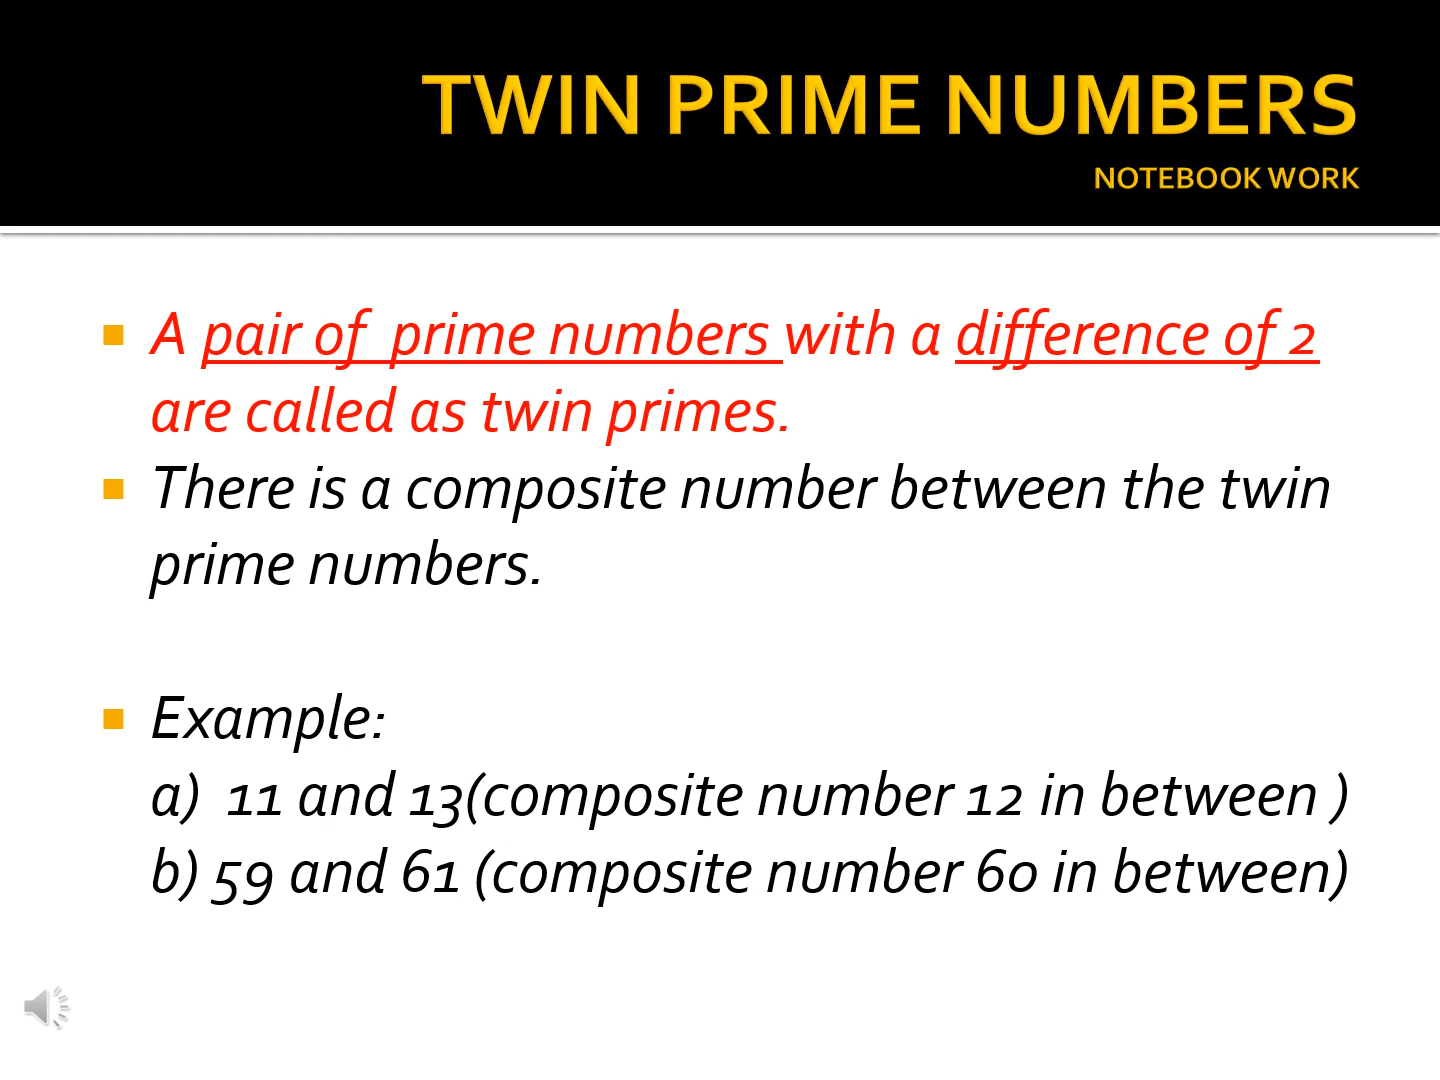 TWIN PRIME NUMBERS
NOTEBOOK WORK
A pair of prime numbers with a difference of 2
are called as twin primes.
There is a composite number between the twin
prime numbers.
Example:
a) 11 and 13(composite number 12 in between )
b) 59 and 61 (composite number 60 in between)